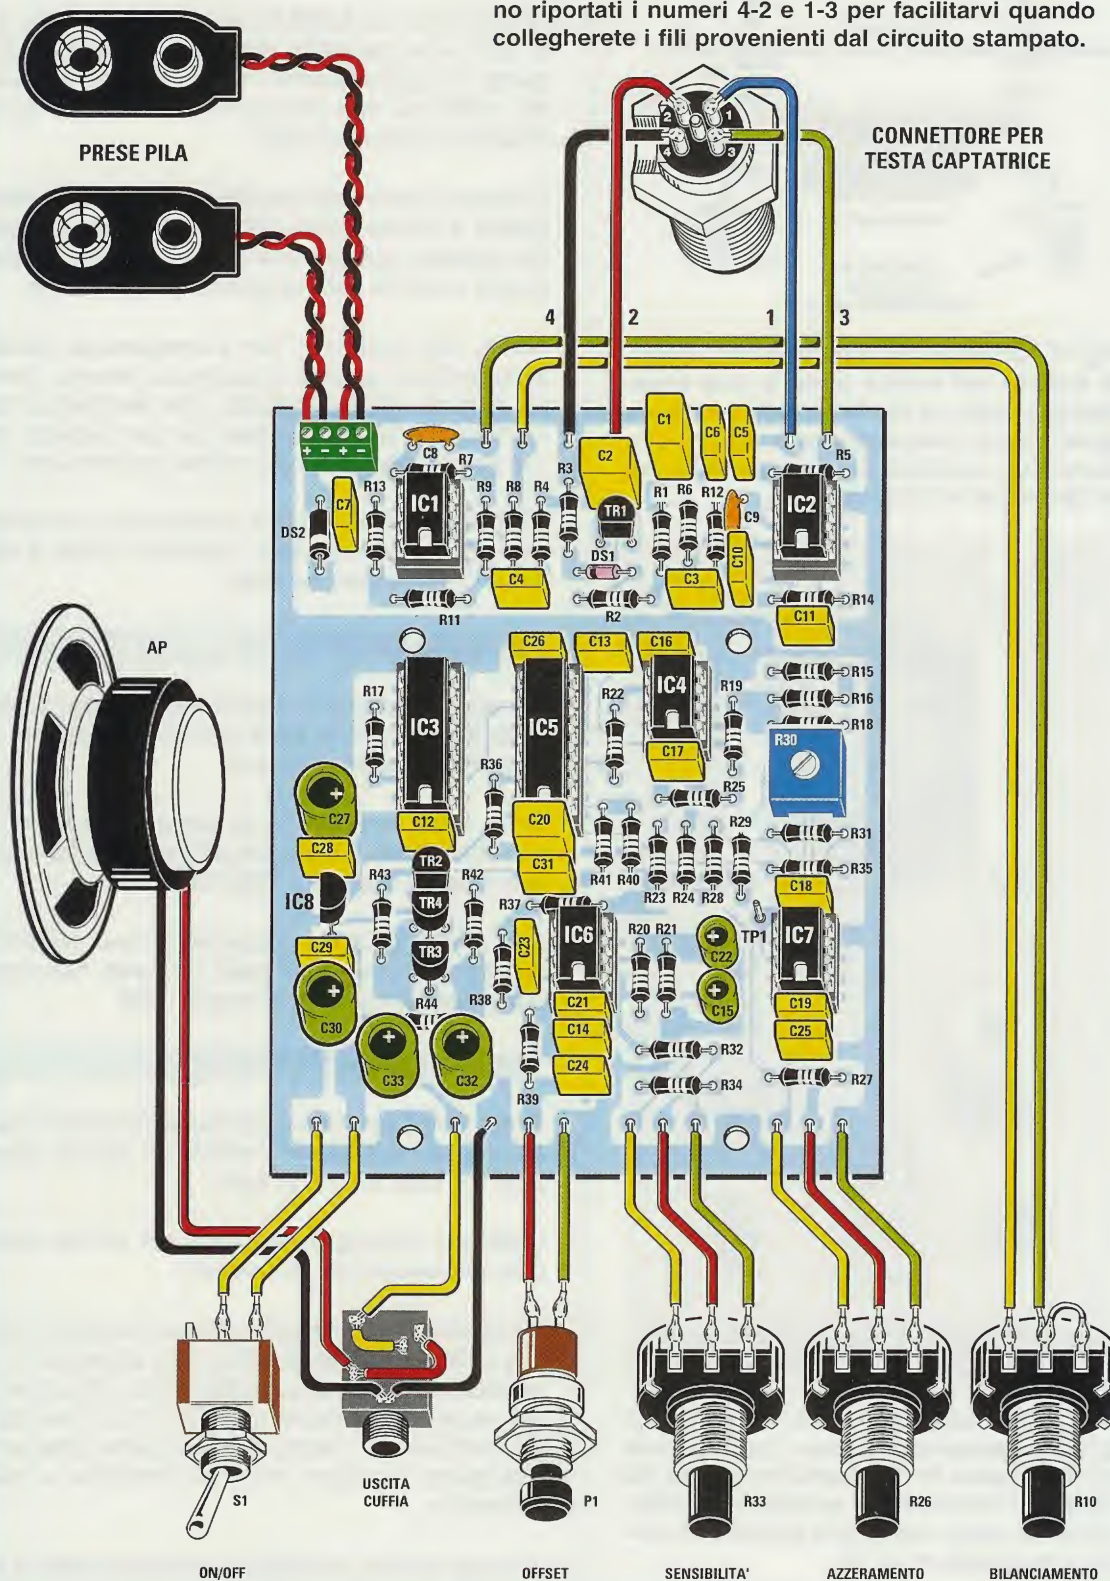 no riportati i numeri 4-2 e 1-3 per facilitarvi quando
collegherete i fili provenienti dal circuito stampato.
PRESE PILA
CONNETTORE PER
TESTA CAPTATRICE
2
1
4
3
4
2
1
3
+ - + -
C8
R7
R3
C2
C1
C6
C5
R5
DS2
C7
R13
IC1
R9
R8
R4
TR1
R1
R6
R12
C9
IC2
DS1
C10
C4
C3
R11
R2
R14
C11
AP
C26
C13
C16
R17
IC3
IC5
R22
IC4
R19
R15
R16
R18
R30
C17
R36
R25
C27
C12
C20
R29
R31
C28
TR2
C31
R41
R40
R23
R24
R28
R35
R43
R42
C18
IC8
TR4
R37
IC6
R20
R21
TP1
IC7
C22
C29
TR3
C23
R38
C21
C15
C19
C30
R44
C14
C25
C33
C32
R39
C24
R32
R34
R27
+
+
+
+
S1
USCITA
CUFFIA
P1
R33
R26
R10
ON/OFF
OFFSET
SENSIBILITA'
AZZERAMENTO
BILANCIAMENTO